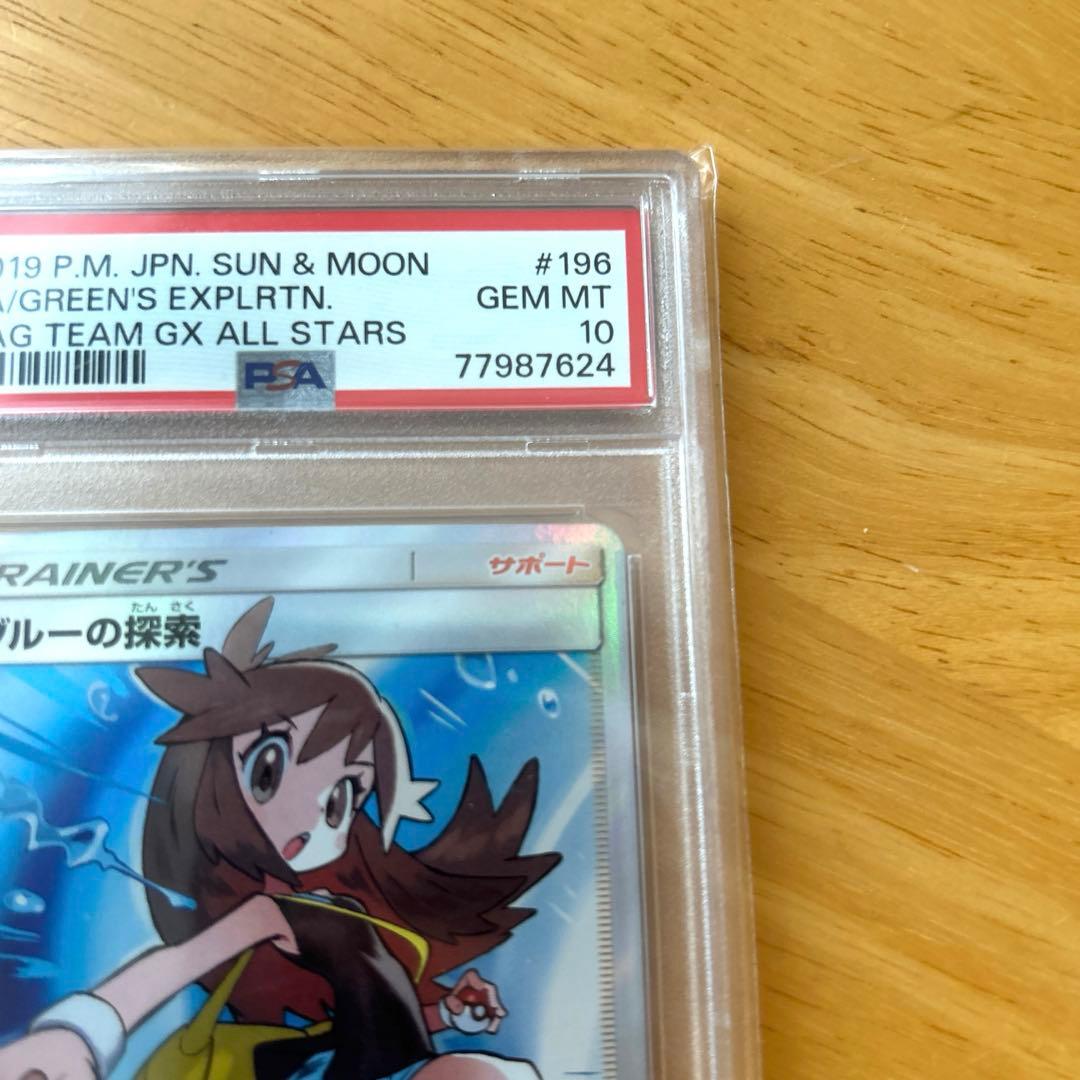 019 P.M. JPN. SUN & MOON #196
A/GREEN'S EXPLRTN. GEM MT
AG TEAM GX ALL STARS 10
PSA 77987624
RAINER'S サポート
たん さく
ブルーの探索